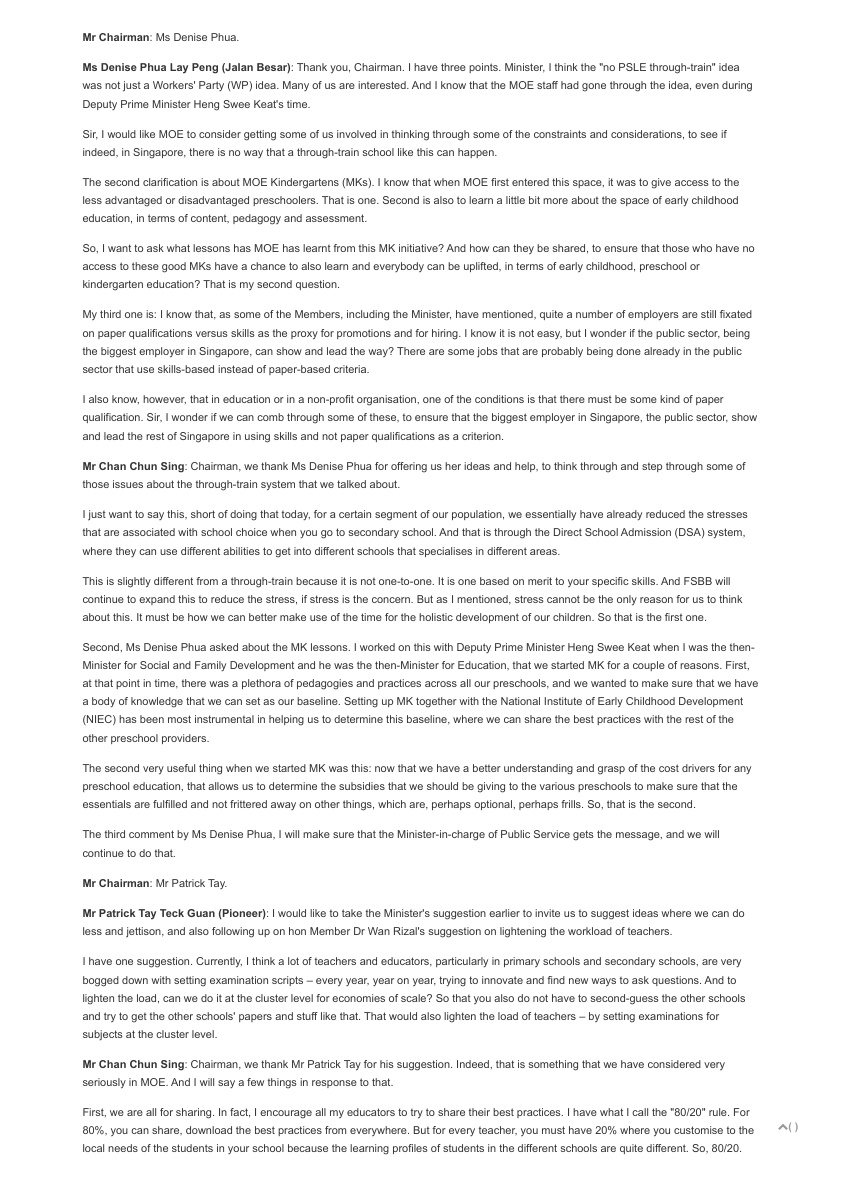 Mr Chairman: Ms Denise Phua.
Ms Denise Phua Lay Peng (Jalan Besar): Thank you, Chairman. I have three points. Minister, I think the "no PSLE through-train" idea
was not just a Workers' Party (WP) idea. Many of us are interested. And I know that the MOE staff had gone through the idea, even during
Deputy Prime Minister Heng Swee Keat's time.
Sir, I would like MOE to consider getting some of us involved in thinking through some of the constraints and considerations, to see if
indeed, in Singapore, there is no way that a through-train school like this can happen.
The second clarification is about MOE Kindergartens (MKs). I know that when MOE first entered this space, it was to give access to the
less advantaged or disadvantaged preschoolers. That is one. Second is also to learn a little bit more about the space of early childhood
education, in terms of content, pedagogy and assessment.
So, I want to ask what lessons has MOE has learnt from this MK initiative? And how can they be shared, to ensure that those who have no
access to these good MKs have a chance to also learn and everybody can be uplifted, in terms of early childhood, preschool or
kindergarten education? That is my second question.
My third one is: I know that, as some of the Members, including the Minister, have mentioned, quite a number of employers are still fixated
on paper qualifications versus skills as the proxy for promotions and for hiring. I know it is not easy, but I wonder if the public sector, being
the biggest employer in Singapore, can show and lead the way? There are some jobs that are probably being done already in the public
sector that use skills-based instead of paper-based criteria.
I also know, however, that in education or in a non-profit organisation, one of the conditions is that there must be some kind of paper
qualification. Sir, I wonder if we can comb through some of these, to ensure that the biggest employer in Singapore, the public sector, show
and lead the rest of Singapore in using skills and not paper qualifications as a criterion.
Mr Chan Chun Sing: Chairman, we thank Ms Denise Phua for offering us her ideas and help, to think through and step through some of
those issues about the through-train system that we talked about.
I just want to say this, short of doing that today, for a certain segment of our population, we essentially have already reduced the stresses
that are associated with school choice when you go to secondary school. And that is through the Direct School Admission (DSA) system,
where they can use different abilities to get into different schools that specialises in different areas.
This is slightly different from a through-train because it is not one-to-one. It is one based on merit to your specific skills. And FSBB will
continue to expand this to reduce the stress, if stress is the concern. But as I mentioned, stress cannot be the only reason for us to think
about this. It must be how we can better make use of the time for the holistic development of our children. So that is the first one.
Second, Ms Denise Phua asked about the MK lessons. I worked on this with Deputy Prime Minister Heng Swee Keat when I was the then-
Minister for Social and Family Development and he was the then-Minister for Education, that we started MK for a couple of reasons. First,
at that point in time, there was a plethora of pedagogies and practices across all our preschools, and we wanted to make sure that we have
a body of knowledge that we can set as our baseline. Setting up MK together with the National Institute of Early Childhood Development
(NIEC) has been most instrumental in helping us to determine this baseline, where we can share the best practices with the rest of the
other preschool providers.
The second very useful thing when we started MK was this: now that we have a better understanding and grasp of the cost drivers for any
preschool education, that allows us to determine the subsidies that we should be giving to the various preschools to make sure that the
essentials are fulfilled and not frittered away on other things, which are, perhaps optional, perhaps frills. So, that is the second.
The third comment by Ms Denise Phua, I will make sure that the Minister-in-charge of Public Service gets the message, and we will
continue to do that.
Mr Chairman: Mr Patrick Tay.
Mr Patrick Tay Teck Guan (Pioneer): I would like to take the Minister's suggestion earlier to invite us to suggest ideas where we can do
less and jettison, and also following up on hon Member Dr Wan Rizal's suggestion on lightening the workload of teachers.
I have one suggestion. Currently, I think a lot of teachers and educators, particularly in primary schools and secondary schools, are very
bogged down with setting examination scripts – every year, year on year, trying to innovate and find new ways to ask questions. And to
lighten the load, can we do it at the cluster level for economies of scale? So that you also do not have to second-guess the other schools
and try to get the other schools' papers and stuff like that. That would also lighten the load of teachers – by setting examinations for
subjects at the cluster level.
Mr Chan Chun Sing: Chairman, we thank Mr Patrick Tay for his suggestion. Indeed, that is something that we have considered very
seriously in MOE. And I will say a few things in response to that.
First, we are all for sharing. In fact, I encourage all my educators to try to share their best practices. I have what I call the "80/20" rule. For
80%, you can share, download the best practices from everywhere. But for every teacher, you must have 20% where you customise to the
local needs of the students in your school because the learning profiles of students in the different schools are quite different. So, 80/20.
( )